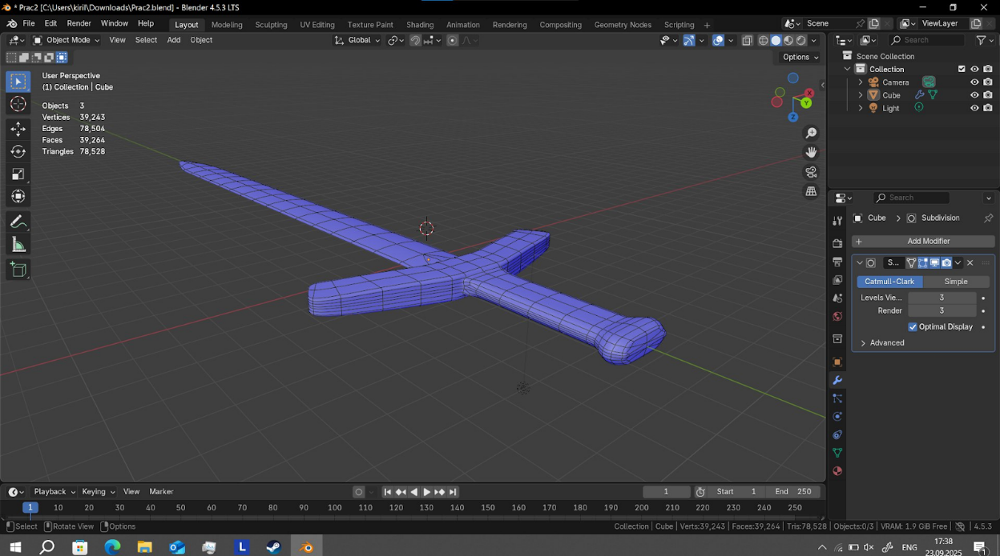 * Prac2 [C:\Users\kiril\Downloads\Prac2.blend] - Blender 4.5.3 LTS
File Edit Render Window Help Layout Modeling Sculpting UV Editing Texture Paint Shading Animation Rendering Compositing Geometry Nodes Scripting + Scene ViewLayer
Object Mode View Select Add Object Global Search
Options
User Perspective
(1) Collection | Cube
Objects 3
Vertices 39,243
Edges 78,504
Faces 39,264
Triangles 78,528
X
Y
Z
Scene Collection
Collection
Camera
Cube
Light
Search
Cube > Subdivision
+ Add Modifier
S...
Catmull-Clark Simple
Levels Vie... 3
Render 3
Optimal Display
Advanced
Playback Keying View Marker 1 Start 1 End 250
1 10 20 30 40 50 60 70 80 90 100 110 120 130 140 150 160 170 180 190 200 210 220 230 240 250
Select Rotate View Options Collection | Cube | Verts:39,243 | Faces:39,264 | Tris:78,528 | Objects:0/3 | VRAM: 1.9 GiB Free | 4.5.3
L ENG 17:38
23.09.2025 1